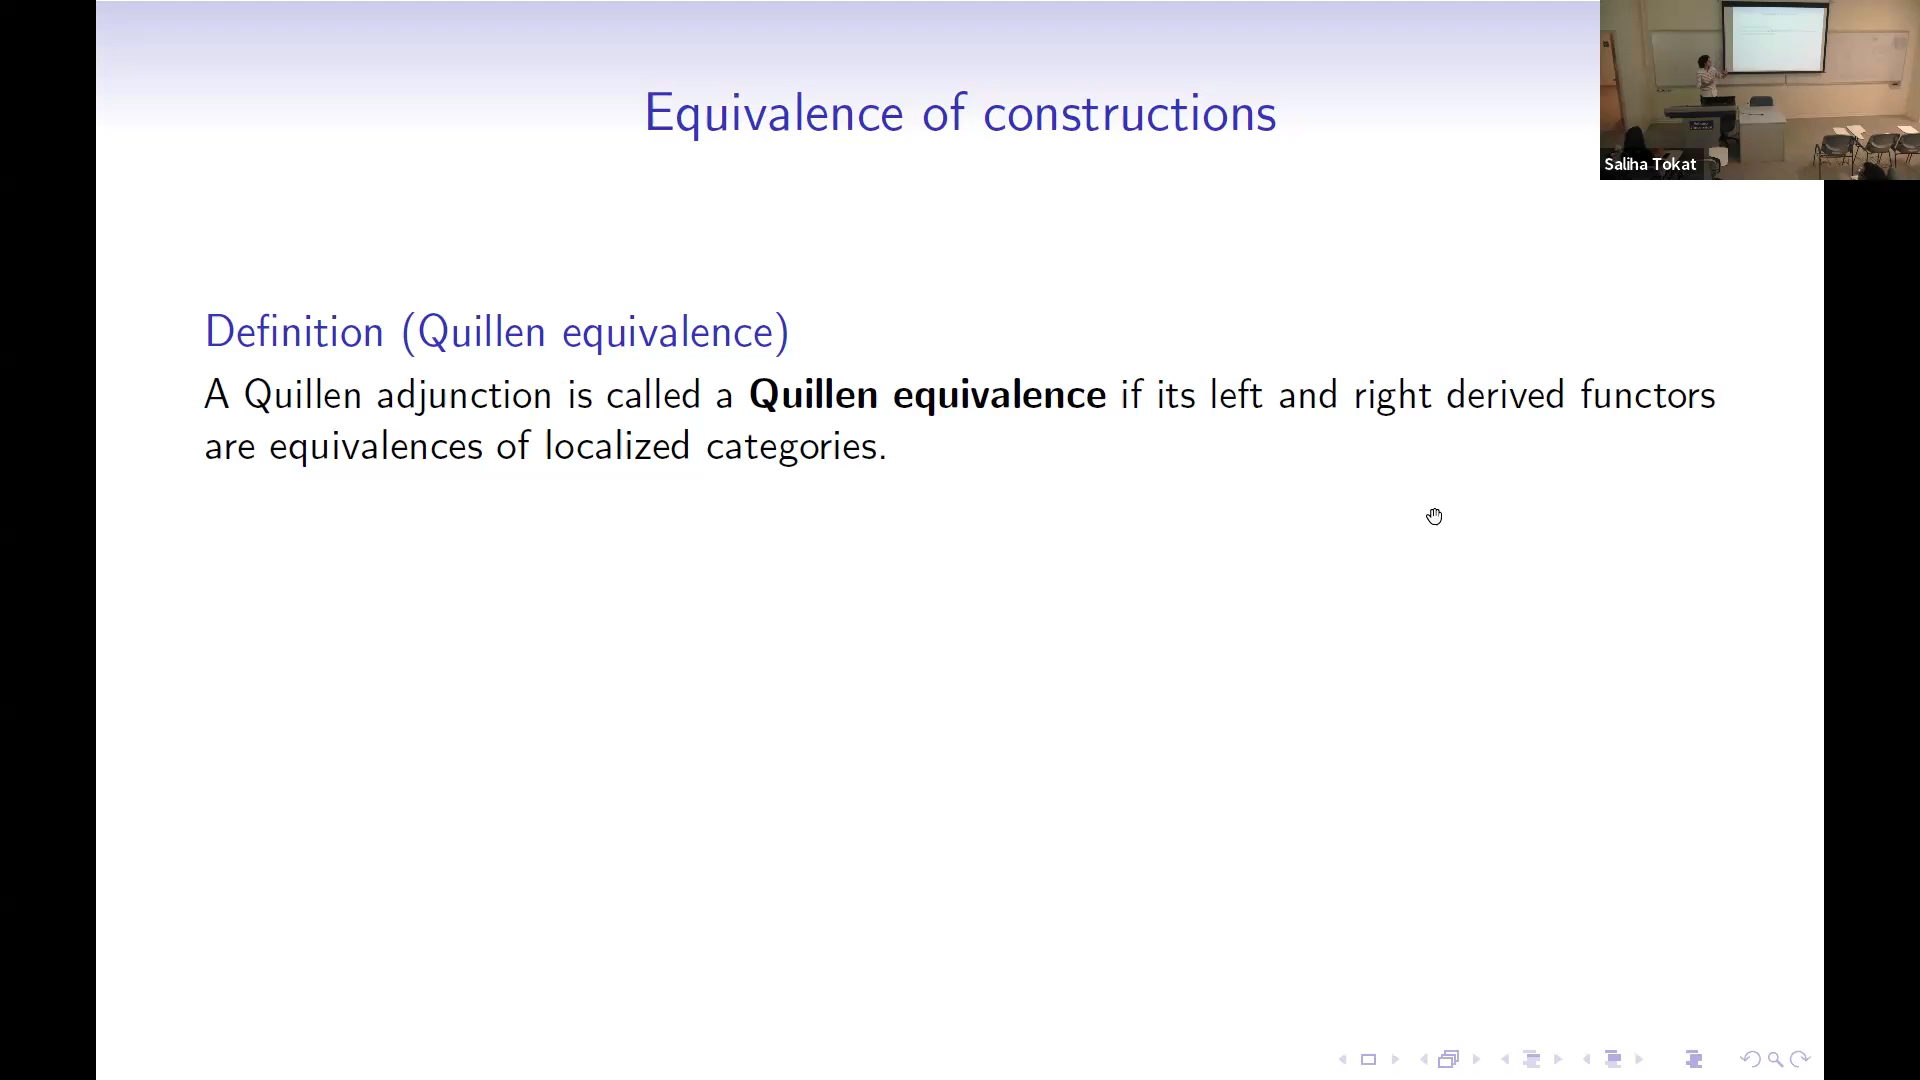 Equivalence of constructions
Saliha Tokat
Definition (Quillen equivalence)
A Quillen adjunction is called a Quillen equivalence if its left and right derived functors
are equivalences of localized categories.